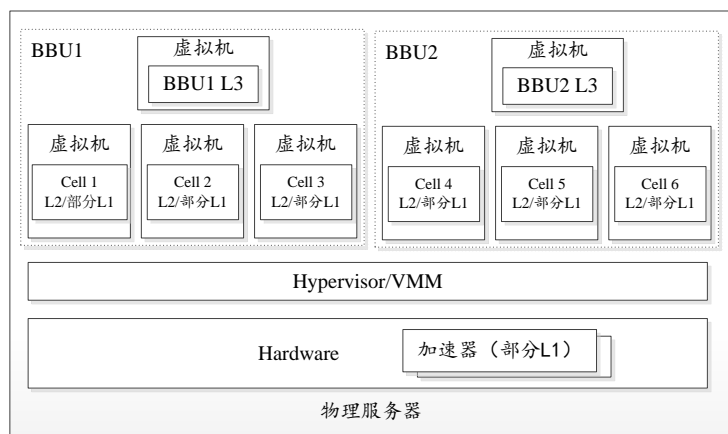 BBU1
虚拟机
BBU1 L3
虚拟机
Cell 1
L2/部分L1
虚拟机
Cell 2
L2/部分L1
虚拟机
Cell 3
L2/部分L1
BBU2
虚拟机
BBU2 L3
虚拟机
Cell 4
L2/部分L1
虚拟机
Cell 5
L2/部分L1
虚拟机
Cell 6
L2/部分L1
Hypervisor/VMM
Hardware
加速器（部分L1）
物理服务器